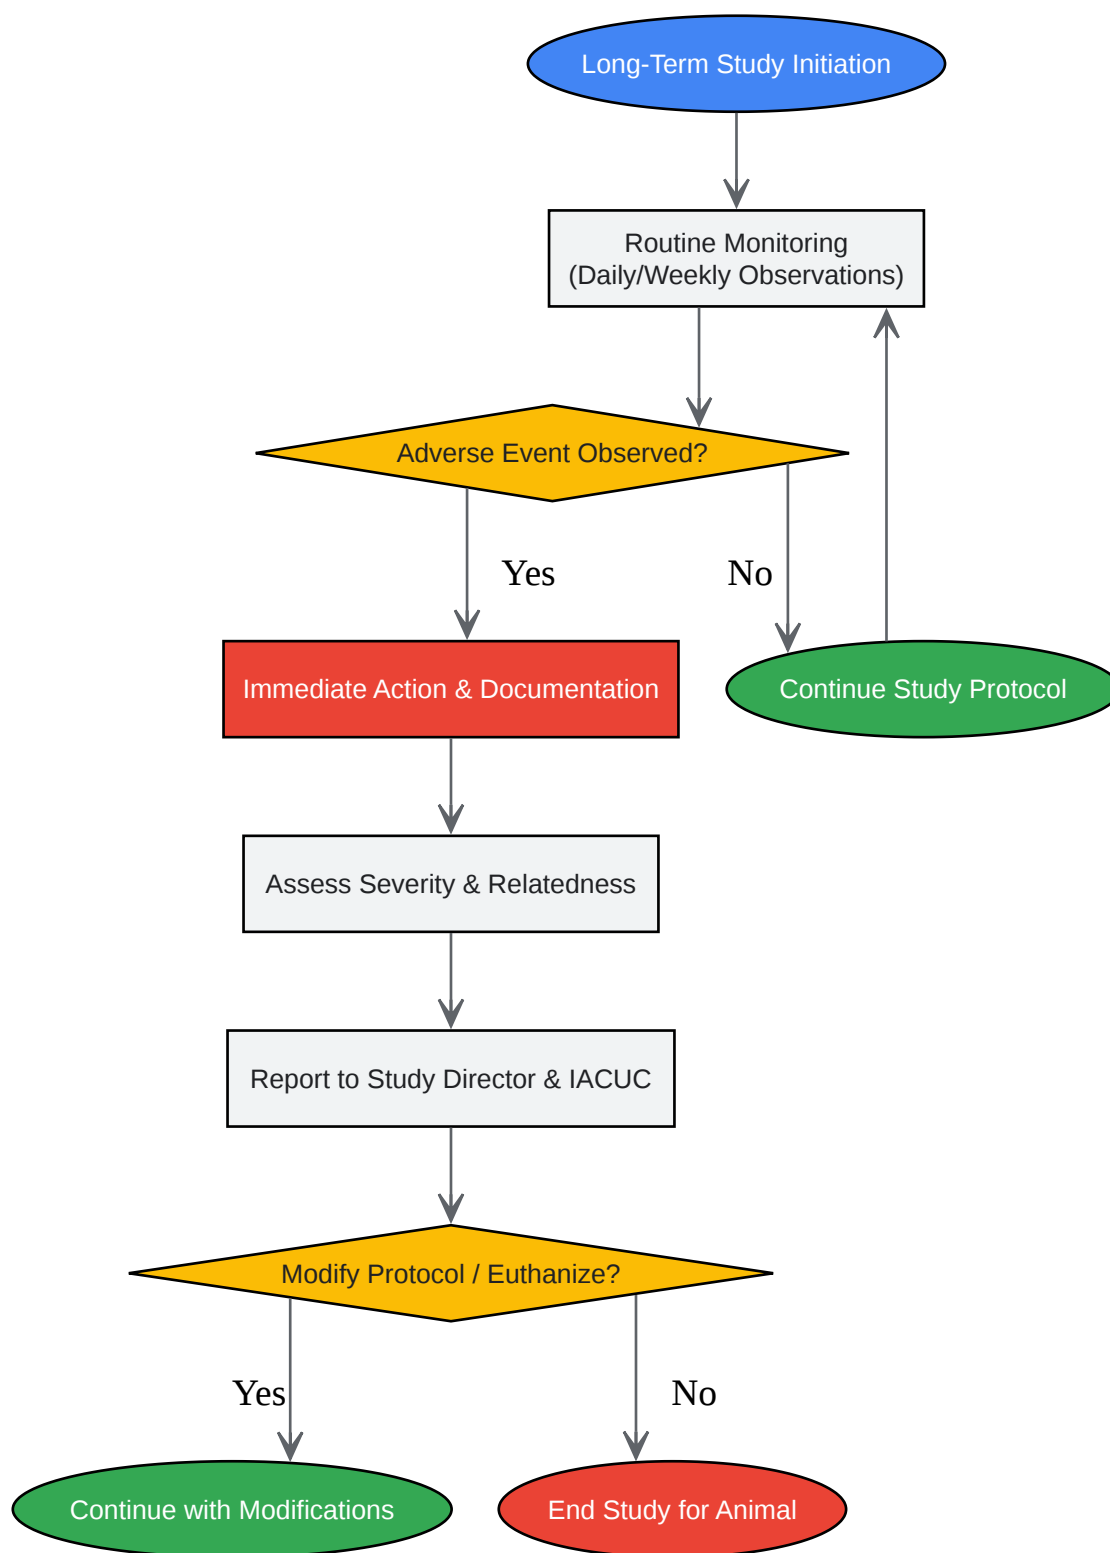 Long-Term Study Initiation
Routine Monitoring
(Daily/Weekly Observations)
Adverse Event Observed?
Yes
No
Immediate Action & Documentation
Continue Study Protocol
Assess Severity & Relatedness
Report to Study Director & IACUC
Modify Protocol / Euthanize?
Yes
No
Continue with Modifications
End Study for Animal